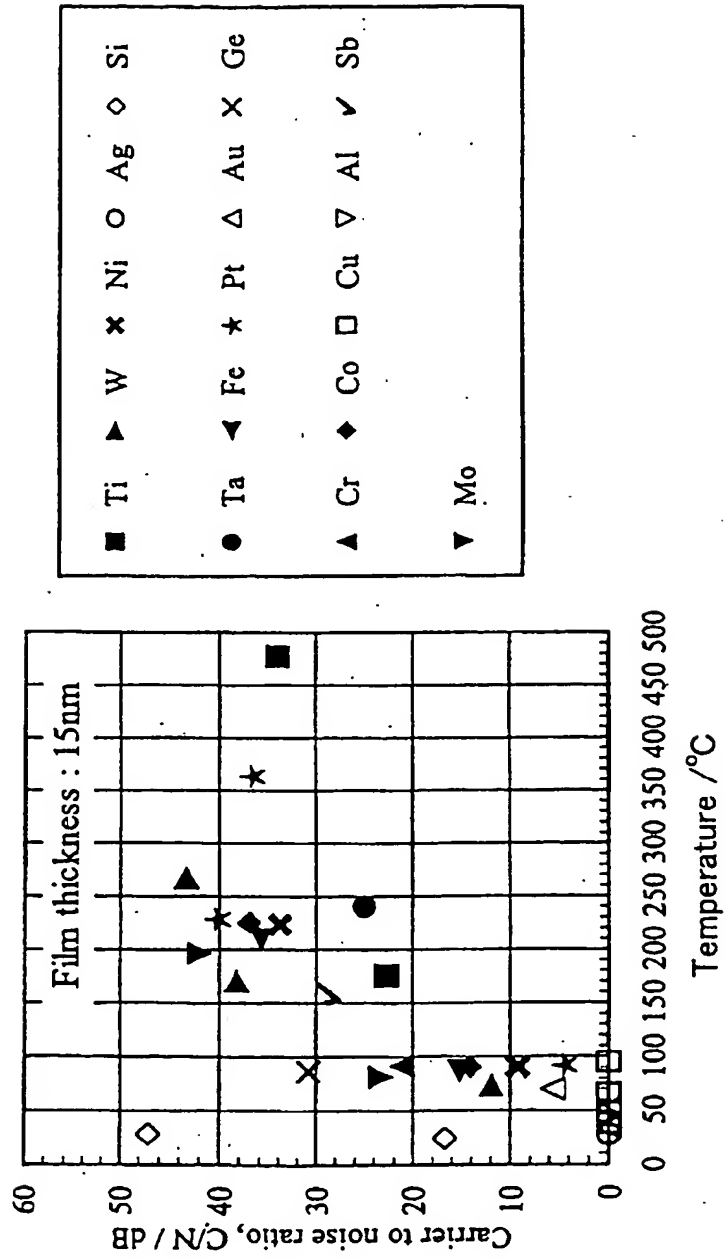 Carrier to noise ratio, C/N / dB
60
50
40
30
20
10
0
Film thickness : 15nm
0 50 100 150 200 250 300 350 400 450 500
Temperature /°C
Ti W Ni Ag Si
Ta Fe Pt Au Ge
Cr Co Cu Al Sb
Mo